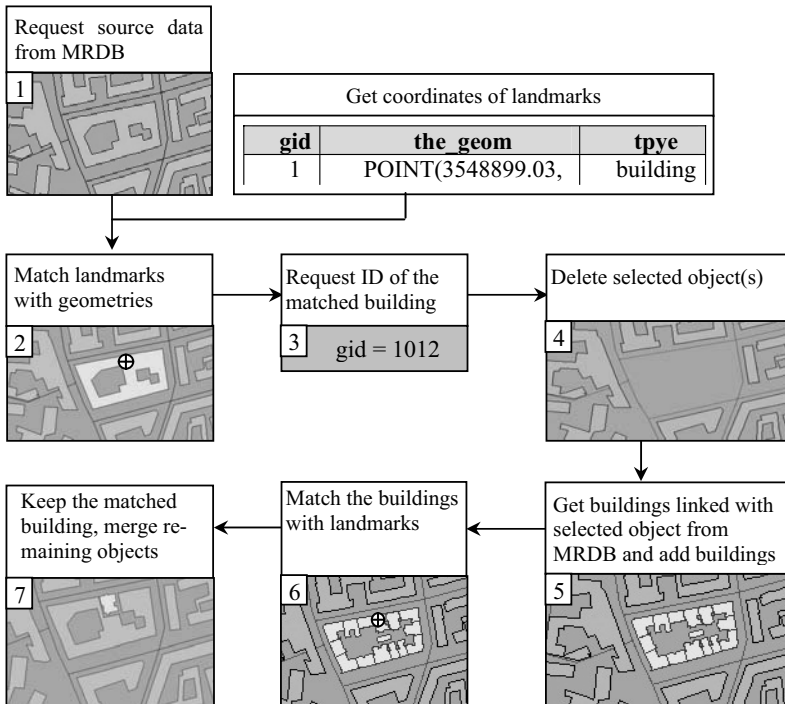 Request source data
from MRDB
1
Get coordinates of landmarks
gid the_geom tpye
1 POINT(3548899.03, building
Match landmarks
with geometries
2
Request ID of the
matched building
3
gid = 1012
Delete selected object(s)
4
Keep the matched
building, merge re-
maining objects
7
Match the buildings
with landmarks
6
Get buildings linked with
selected object from
MRDB and add buildings
5